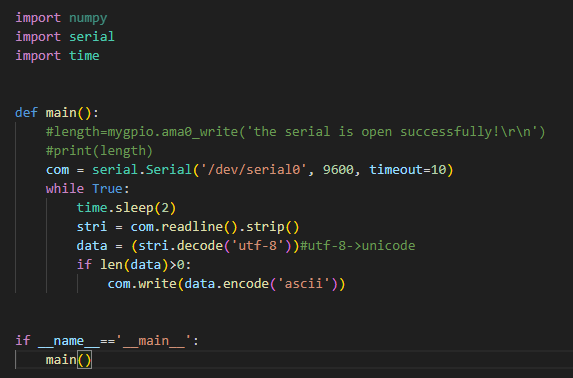 import numpy
import serial
import time
def main():
    #length=mygpio.ama0_write('the serial is open successfully!\r\n')
    #print(length)
    com = serial.Serial('/dev/serial0', 9600, timeout=10)
    while True:
        time.sleep(2)
        stri = com.readline().strip()
        data = (stri.decode('utf-8'))#utf-8->unicode
        if len(data)>0:
            com.write(data.encode('ascii'))
if __name__=='__main__':
    main()